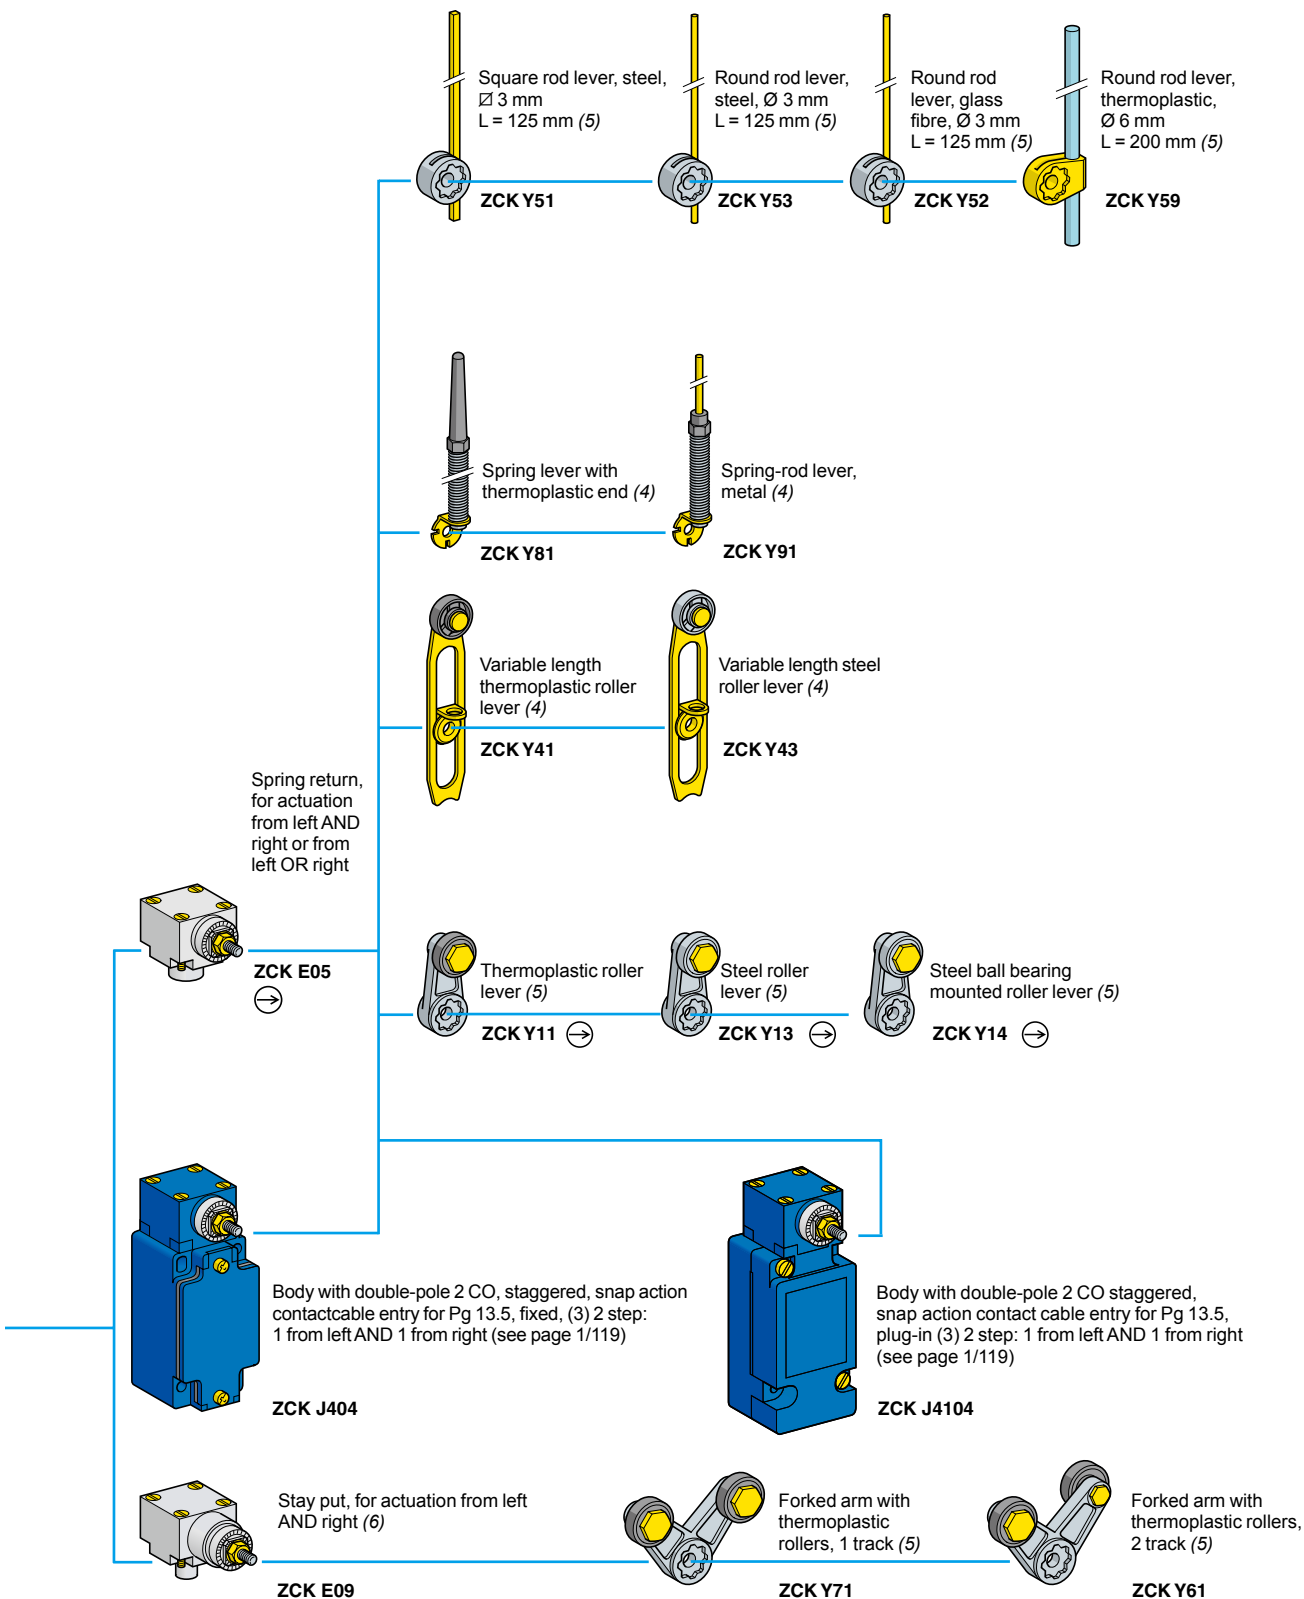 Square rod lever, steel,
⌀ 3 mm
L = 125 mm (5)
ZCK Y51
Round rod lever,
steel, Ø 3 mm
L = 125 mm (5)
ZCK Y53
Round rod
lever, glass
fibre, Ø 3 mm
L = 125 mm (5)
ZCK Y52
Round rod lever,
thermoplastic,
Ø 6 mm
L = 200 mm (5)
ZCK Y59
Spring lever with
thermoplastic end (4)
ZCK Y81
Spring-rod lever,
metal (4)
ZCK Y91
Variable length
thermoplastic roller
lever (4)
ZCK Y41
Variable length steel
roller lever (4)
ZCK Y43
Spring return,
for actuation
from left AND
right or from
left OR right
ZCK E05
Thermoplastic roller
lever (5)
ZCK Y11
Steel roller
lever (5)
ZCK Y13
Steel ball bearing
mounted roller lever (5)
ZCK Y14
Body with double-pole 2 CO, staggered, snap action
contactcable entry for Pg 13.5, fixed, (3) 2 step:
1 from left AND 1 from right (see page 1/119)
ZCK J404
Body with double-pole 2 CO staggered,
snap action contact cable entry for Pg 13.5,
plug-in (3) 2 step: 1 from left AND 1 from right
(see page 1/119)
ZCK J4104
Stay put, for actuation from left
AND right (6)
ZCK E09
Forked arm with
thermoplastic
rollers, 1 track (5)
ZCK Y71
Forked arm with
thermoplastic rollers,
2 track (5)
ZCK Y61